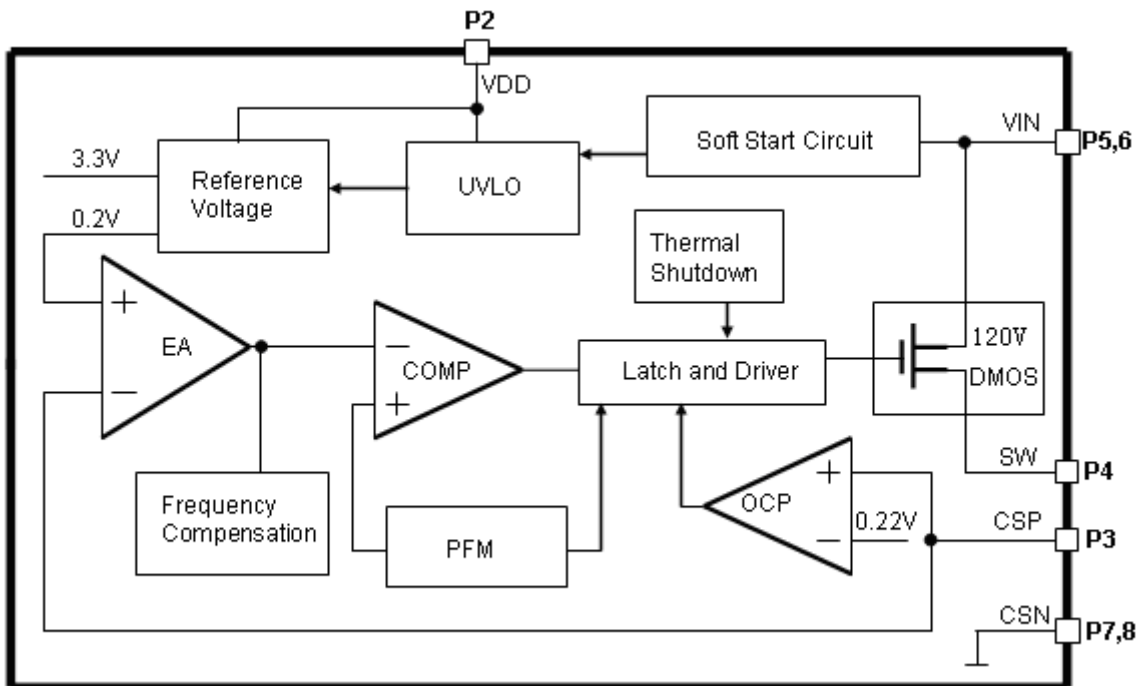 P2
VDD
Soft Start Circuit
VIN
P5,6
3.3V
Reference
Voltage
UVLO
0.2V
Thermal
Shutdown
+
EA
−
−
COMP
+
Latch and Driver
120V
DMOS
SW
P4
Frequency
Compensation
PFM
OCP
+
0.22V
−
CSP
P3
CSN
P7,8